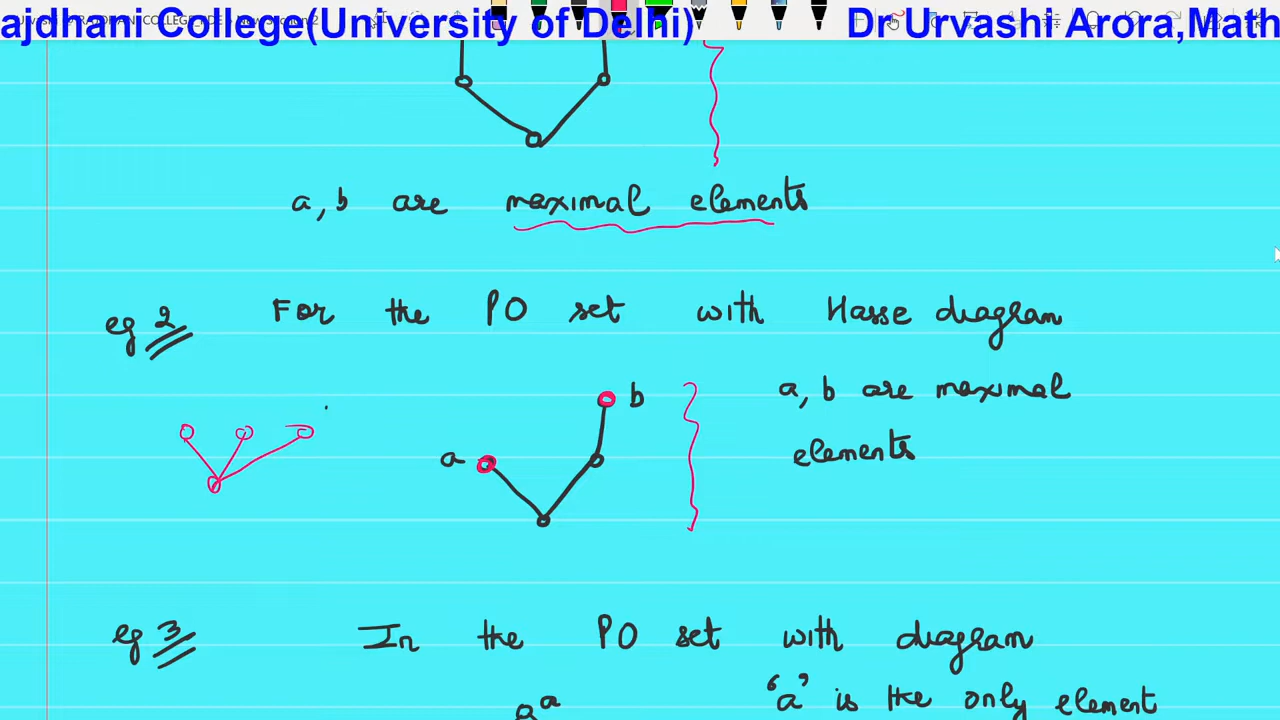 ajdhani College(University of Delhi) Dr Urvashi Arora,Math
a, b are maximal elements
eg 2 For the PO set with Hasse diagram
a, b are maximal
b
a
elements
eg 3 In the PO set with diagram
a
'a' is the only element